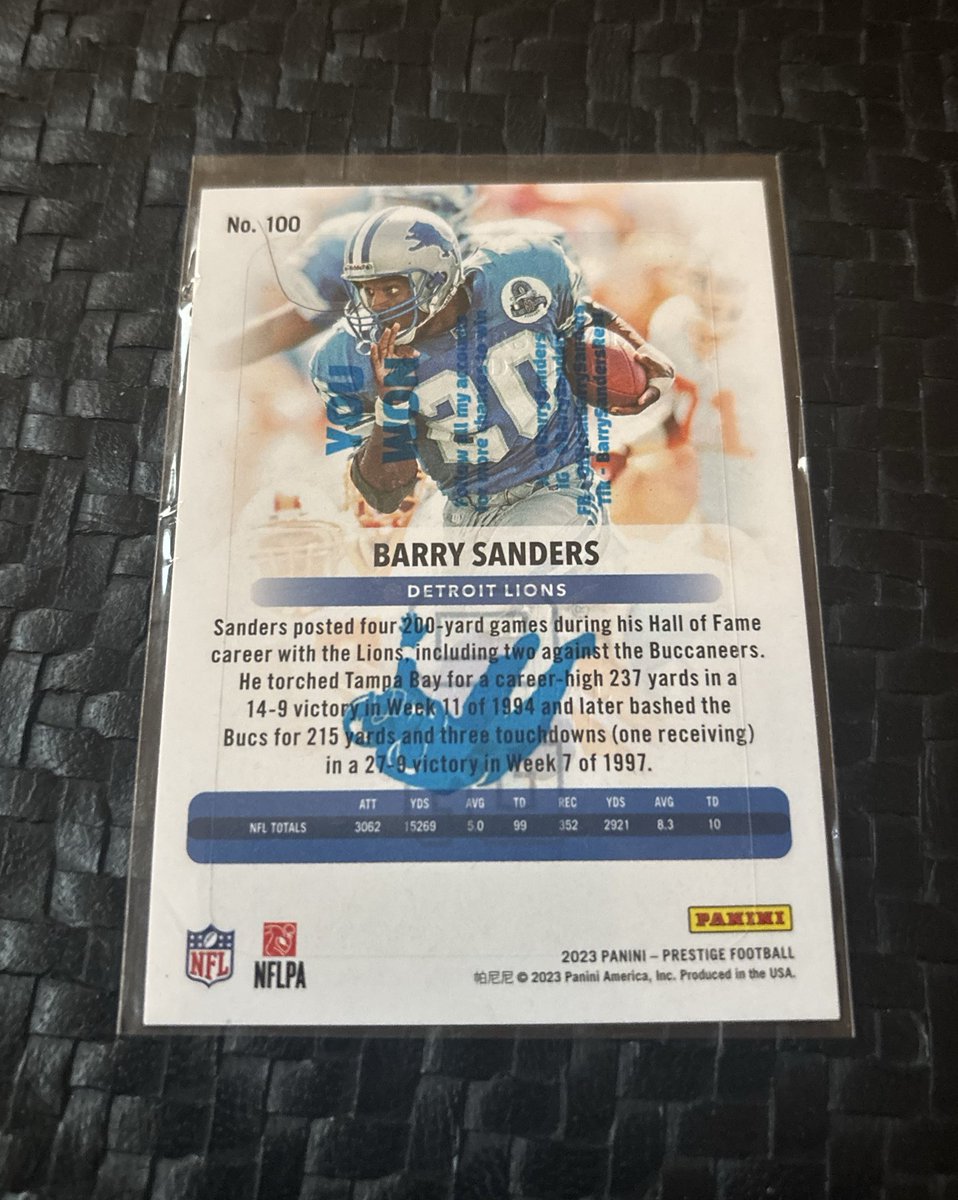 No. 100
20
YOU
WON
BARRY SANDERS
DETROIT LIONS
Sanders posted four 200-yard games during his Hall of Fame
career with the Lions, including two against the Buccaneers.
He torched Tampa Bay for a career-high 237 yards in a
14-9 victory in Week 11 of 1994 and later bashed the
Bucs for 215 yards and three touchdowns (one receiving)
in a 27-9 victory in Week 7 of 1997.
ATT YDS AVG TD REC YDS AVG TD
NFL TOTALS 3062 15269 5.0 99 352 2921 8.3 10
NFL
NFLPA
PANINI
2023 PANINI – PRESTIGE FOOTBALL
帕尼尼 © 2023 Panini America, Inc. Produced in the USA.